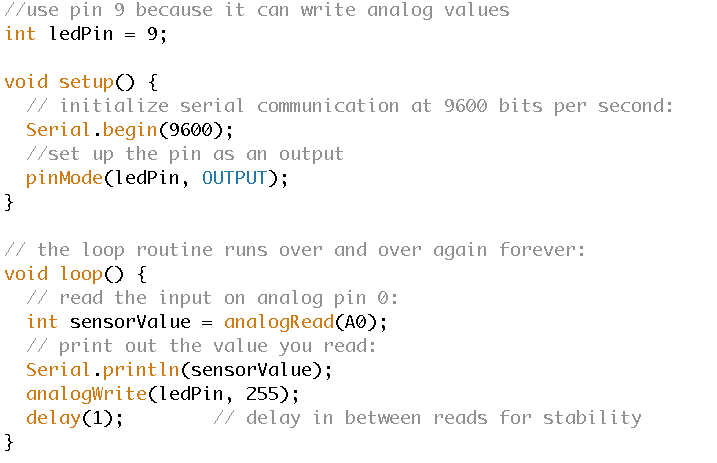 //use pin 9 because it can write analog values
int ledPin = 9;

void setup() {
  // initialize serial communication at 9600 bits per second:
  Serial.begin(9600);
  //set up the pin as an output
  pinMode(ledPin, OUTPUT);
}

// the loop routine runs over and over again forever:
void loop() {
  // read the input on analog pin 0:
  int sensorValue = analogRead(A0);
  // print out the value you read:
  Serial.println(sensorValue);
  analogWrite(ledPin, 255);
  delay(1);        // delay in between reads for stability
}